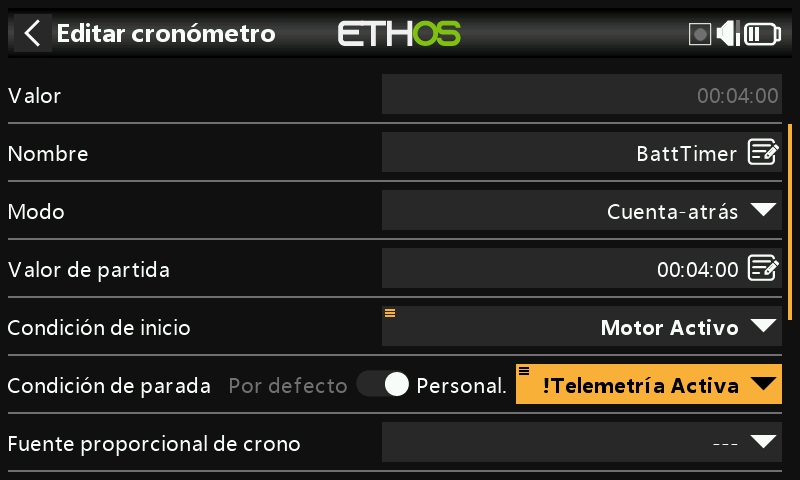 Editar cronómetro ETHOS
Valor 00:04:00
Nombre BattTimer
Modo Cuenta-atrás
Valor de partida 00:04:00
Condición de inicio Motor Activo
Condición de parada Por defecto Personal. !Telemetría Activa
Fuente proporcional de crono ---